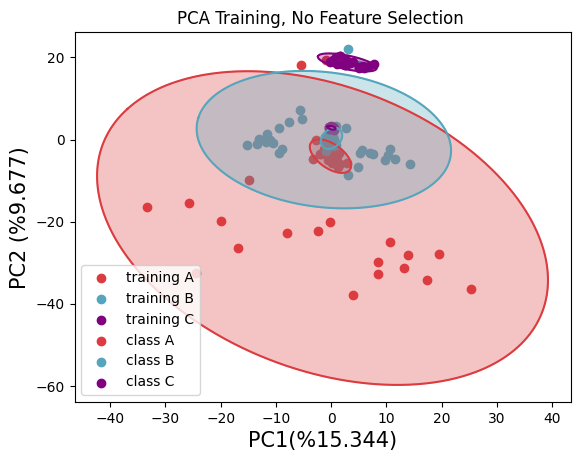 PCA Training, No Feature Selection
20
0
−20
−40
−60
PC2 (%9.677)
training A
training B
training C
class A
class B
class C
−40 −30 −20 −10 0 10 20 30 40
PC1(%15.344)